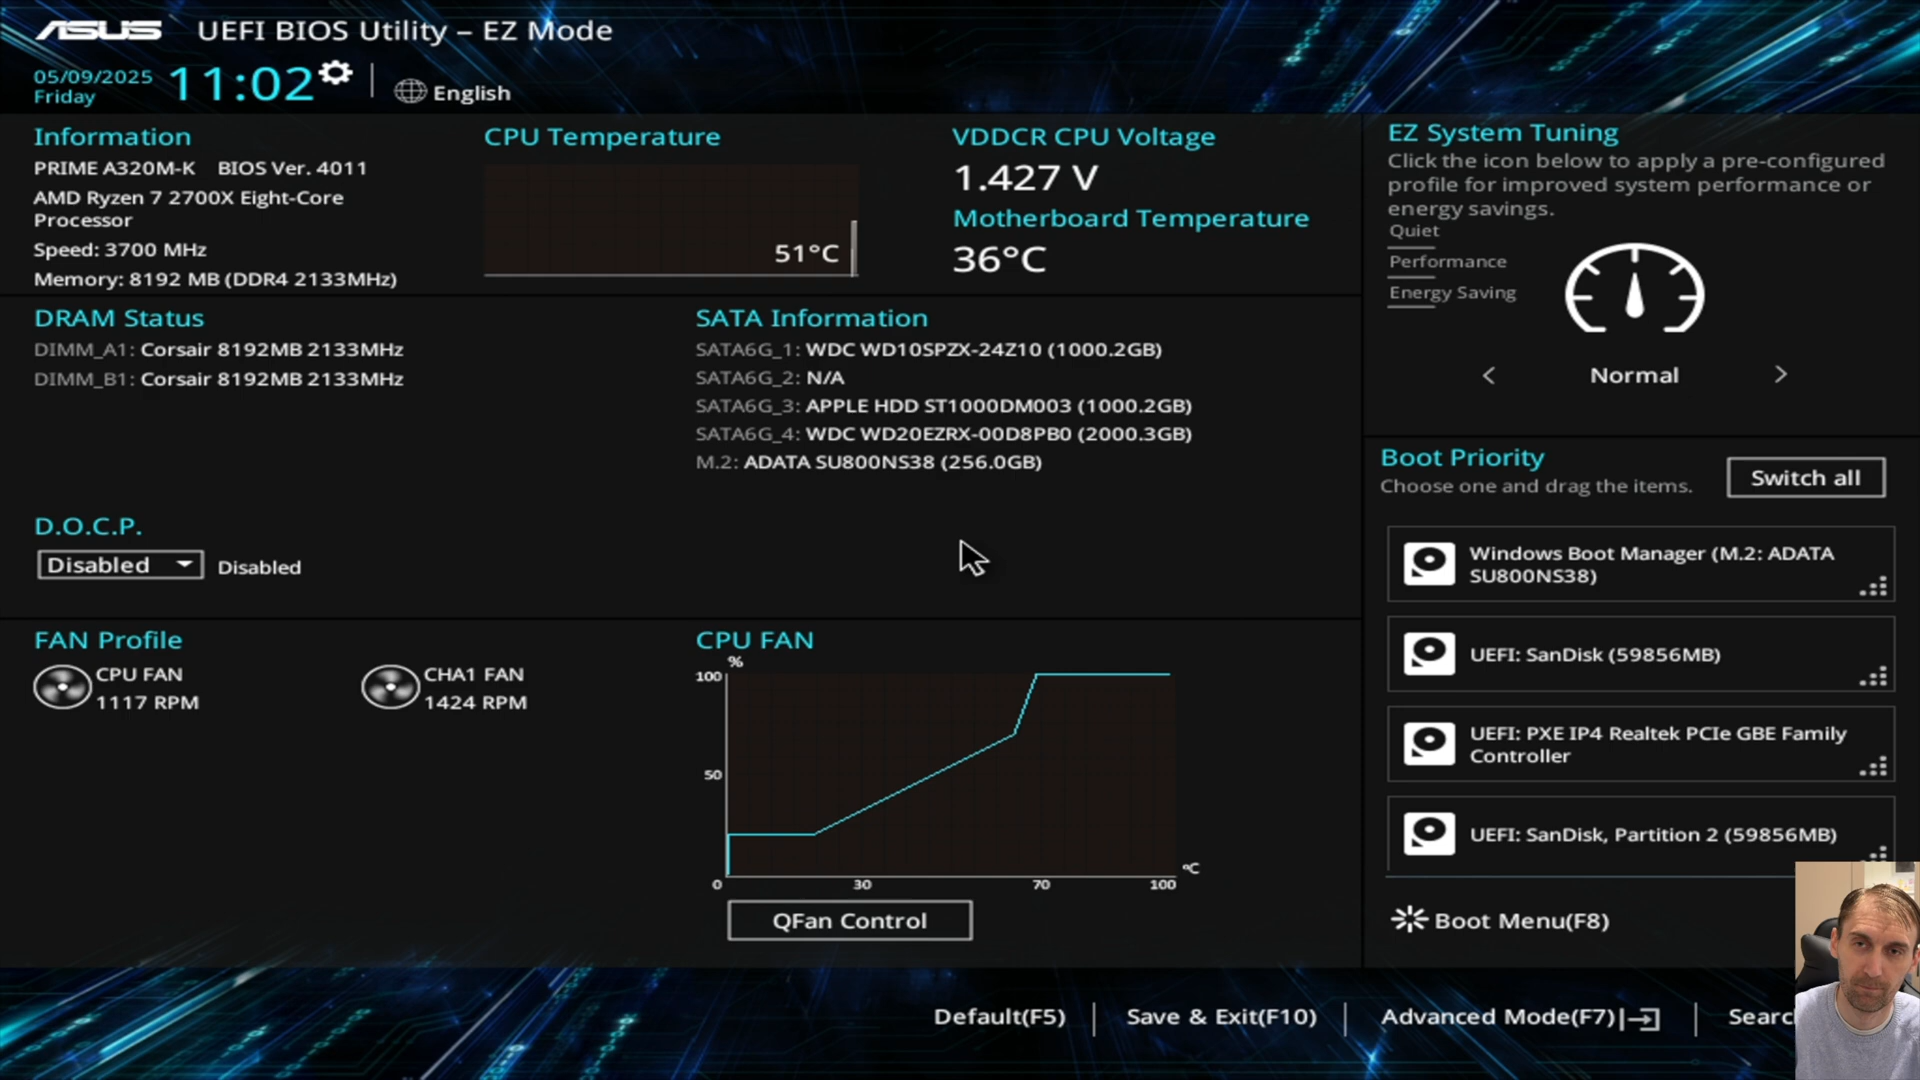 ASUS UEFI BIOS Utility – EZ Mode
05/09/2025
Friday
11:02
English
Information
PRIME A320M-K BIOS Ver. 4011
AMD Ryzen 7 2700X Eight-Core
Processor
Speed: 3700 MHz
Memory: 8192 MB (DDR4 2133MHz)
CPU Temperature
51°C
VDDCR CPU Voltage
1.427 V
Motherboard Temperature
36°C
EZ System Tuning
Click the icon below to apply a pre-configured
profile for improved system performance or
energy savings.
Quiet
Performance
Energy Saving
< Normal >
DRAM Status
DIMM_A1: Corsair 8192MB 2133MHz
DIMM_B1: Corsair 8192MB 2133MHz
SATA Information
SATA6G_1: WDC WD10SPZX-24Z10 (1000.2GB)
SATA6G_2: N/A
SATA6G_3: APPLE HDD ST1000DM003 (1000.2GB)
SATA6G_4: WDC WD20EZRX-00D8PB0 (2000.3GB)
M.2: ADATA SU800NS38 (256.0GB)
D.O.C.P.
Disabled Disabled
Boot Priority
Choose one and drag the items.
Switch all
Windows Boot Manager (M.2: ADATA
SU800NS38)
UEFI: SanDisk (59856MB)
UEFI: PXE IP4 Realtek PCIe GBE Family
Controller
UEFI: SanDisk, Partition 2 (59856MB)
Boot Menu(F8)
FAN Profile
CPU FAN
1117 RPM
CHA1 FAN
1424 RPM
CPU FAN
%
100
50
°C
0 30 70 100
QFan Control
Default(F5) | Save & Exit(F10) | Advanced Mode(F7) | Searc